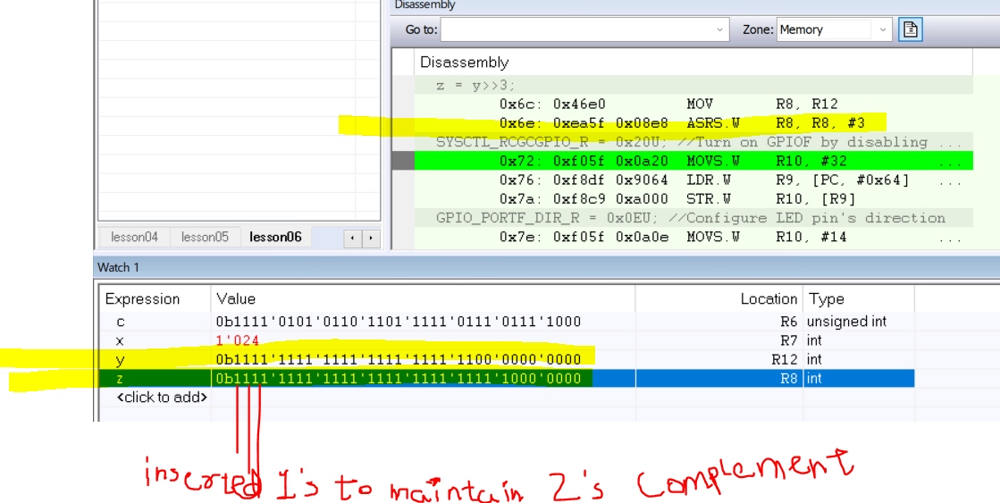 Disassembly
Go to: Zone: Memory
Disassembly
z = y>>3;
0x6c: 0x46e0 MOV R8, R12
0x6e: 0xea5f 0x08e8 ASRS.W R8, R8, #3
SYSCTL_RCGCGPIO_R = 0x20U; //Turn on GPIOF by disabling ...
0x72: 0xf05f 0x0a20 MOVS.W R10, #32 ...
0x76: 0xf8df 0x9064 LDR.W R9, [PC, #0x64] ...
0x7a: 0xf8c9 0xa000 STR.W R10, [R9]
GPIO_PORTF_DIR_R = 0x0EU; //Configure LED pin's direction
0x7e: 0xf05f 0x0a0e MOVS.W R10, #14 ...
lesson04 lesson05 lesson06
Watch 1
Expression Value Location Type
c 0b1111'0101'0110'1101'1111'0111'0111'1000 R6 unsigned int
x 1'024 R7 int
y 0b1111'1111'1111'1111'1111'1100'0000'0000 R12 int
z 0b1111'1111'1111'1111'1111'1111'1000'0000 R8 int
<click to add>
inserted 1's to maintain 2's complement